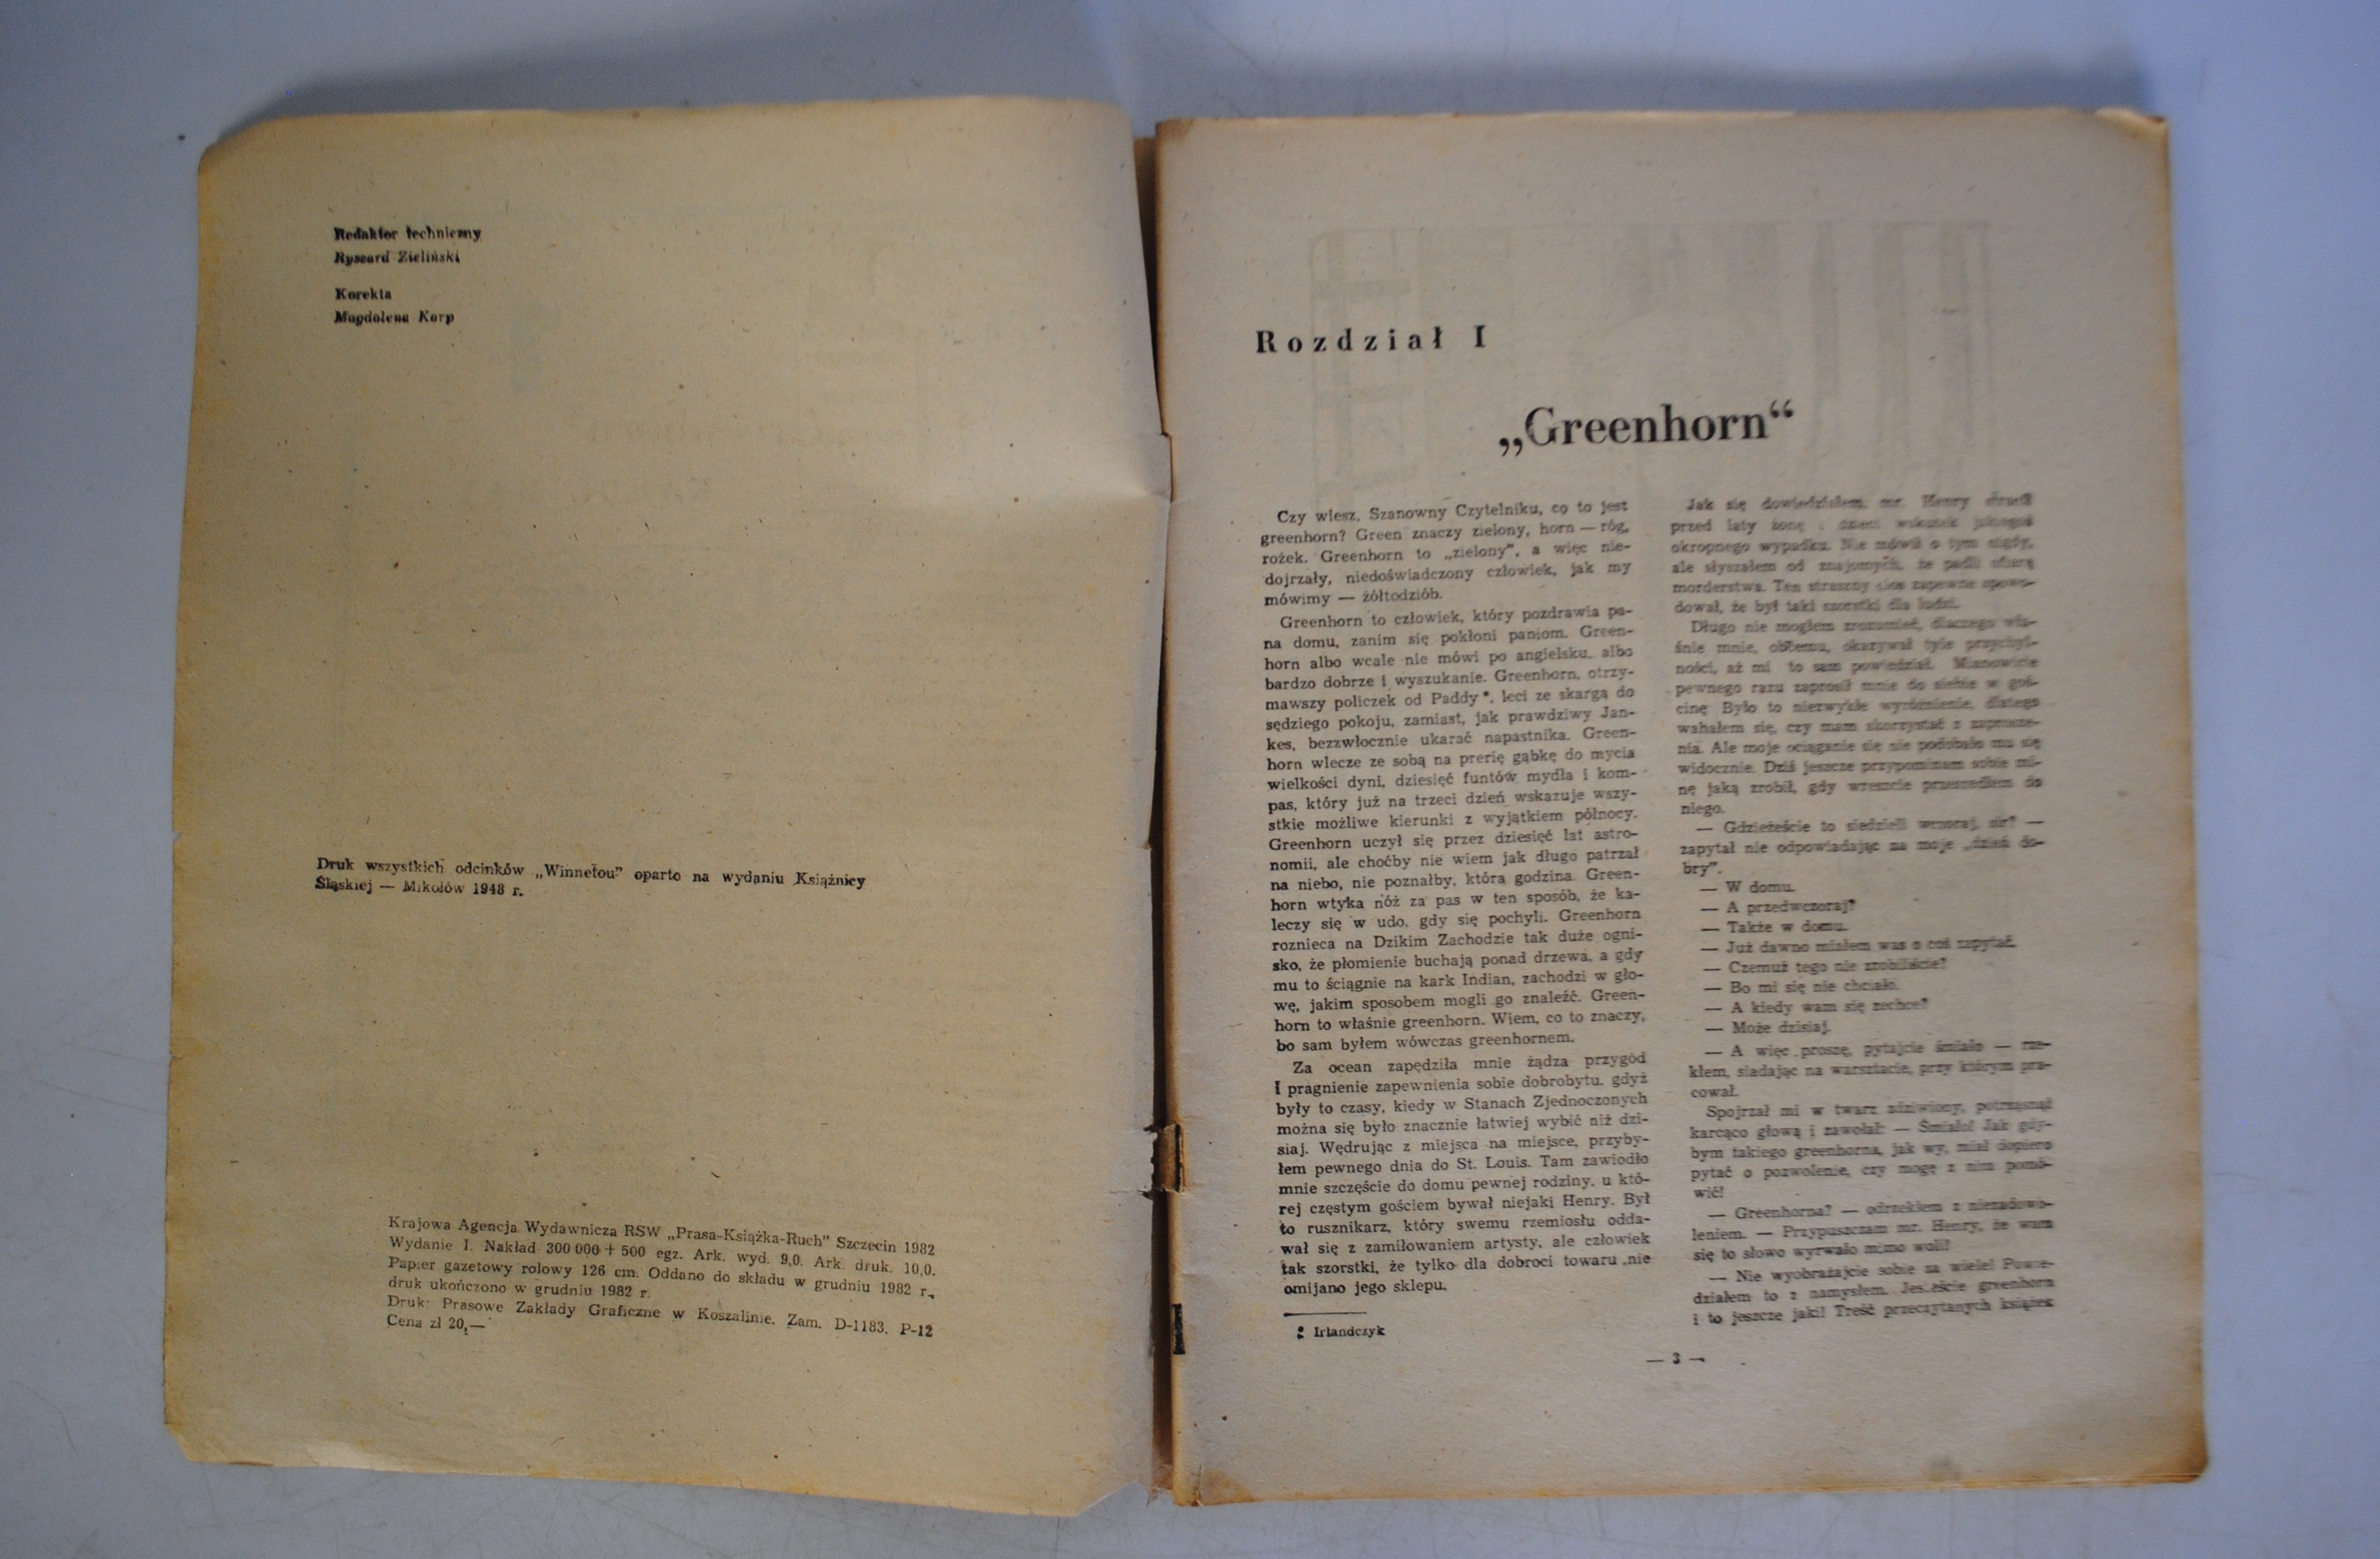 Redaktor techniczny
Ryszard Zieliński
Korekta
Magdolena Karp
Druk wszystkich odcinków „Winnetou” oparto na wydaniu Książnicy
Śląskiej — Mikołów 1948 r.
Krajowa Agencja Wydawnicza RSW „Prasa-Książka-Ruch” Szczecin 1982
Wydanie I. Nakład 300 000 + 500 egz. Ark. wyd. 9,0. Ark. druk. 10,0.
Papier gazetowy rolowy 126 cm. Oddano do składu w grudniu 1982 r.,
druk ukończono w grudniu 1982 r.
Druk: Prasowe Zakłady Graficzne w Koszalinie. Zam. D-1183. P-12
Cena zł 20,—
Rozdział I
„Greenhorn“
Czy wiesz, Szanowny Czytelniku, co to jest
greenhorn? Green znaczy zielony, horn — róg,
rożek. Greenhorn to „zielony”, a więc nie-
dojrzały, niedoświadczony człowiek, jak my
mówimy — żółtodziób.
Greenhorn to człowiek, który pozdrawia pa-
na domu, zanim się pokłoni paniom. Green-
horn albo wcale nie mówi po angielsku, albo
bardzo dobrze i wyszukanie. Greenhorn, otrzy-
mawszy policzek od Paddy*, leci ze skargą do
sędziego pokoju, zamiast, jak prawdziwy Jan-
kes, bezzwłocznie ukarać napastnika. Green-
horn wlecze ze sobą na prerię gąbkę do mycia
wielkości dyni, dziesięć funtów mydła i kom-
pas, który już na trzeci dzień wskazuje wszy-
stkie możliwe kierunki z wyjątkiem północy.
Greenhorn uczył się przez dziesięć lat astro-
nomii, ale choćby nie wiem jak długo patrzał
na niebo, nie poznałby, która godzina. Green-
horn wtyka nóż za pas w ten sposób, że ka-
leczy się w udo, gdy się pochyli. Greenhorn
roznieca na Dzikim Zachodzie tak duże ogni-
sko, że płomienie buchają ponad drzewa, a gdy
mu to ściągnie na kark Indian, zachodzi w gło-
wę, jakim sposobem mogli go znaleźć. Green-
horn to właśnie greenhorn. Wiem, co to znaczy,
bo sam byłem wówczas greenhornem.
Za ocean zapędziła mnie żądza przygód
i pragnienie zapewnienia sobie dobrobytu, gdyż
były to czasy, kiedy w Stanach Zjednoczonych
można się było znacznie łatwiej wybić niż dzi-
siaj. Wędrując z miejsca na miejsce, przyby-
łem pewnego dnia do St. Louis. Tam zawiodło
mnie szczęście do domu pewnej rodziny, u któ-
rej częstym gościem bywał niejaki Henry. Był
to rusznikarz, który swemu rzemiosłu odda-
wał się z zamiłowaniem artysty, ale człowiek
tak szorstki, że tylko dla dobroci towaru nie
omijano jego sklepu.
* Irlandczyk
Jak się dowiedziałem, mr. Henry stracił
przed laty żonę i dzieci wskutek jakiegoś
okropnego wypadku. Nie mówił o tym nigdy,
ale słyszałem od znajomych, że padli ofiarą
morderstwa. Ten straszny cios zapewne spowo-
dował, że był taki szorstki dla ludzi.
Długo nie mogłem zrozumieć, dlaczego wła-
śnie mnie, obcemu, okazywał tyle przychyl-
ności, aż mi to sam powiedział. Mianowicie
pewnego razu zaprosił mnie do siebie w goś-
cinę. Było to niezwykłe wyróżnienie, dlatego
wahałem się, czy mam skorzystać z zaprosze-
nia. Ale moje ociąganie się nie podobało mu się
widocznie. Dziś jeszcze przypominam sobie mi-
nę jaką zrobił, gdy wreszcie przeszedłem do
niego.
— Gdzieżeście to siedzieli wczoraj, sir? —
zapytał nie odpowiadając na moje „dzień do-
bry”.
— W domu.
— A przedwczoraj?
— Także w domu.
— Już dawno miałem was o coś zapytać.
— Czemuż tego nie zrobiliście?
— Bo mi się nie chciało.
— A kiedy wam się zechce?
— Może dzisiaj.
— A więc proszę, pytajcie śmiało — rze-
kłem, siadając na warsztacie, przy którym pra-
cował.
Spojrzał mi w twarz zdziwiony, potrząsnął
karcąco głową i zawołał: — Śmiało! Jak gdy-
bym takiego greenhorna, jak wy, miał dopiero
pytać o pozwolenie, czy mogę z nim pomó-
wić!
— Greenhorna? — odrzekłem z niezadowo-
leniem. — Przypuszczam mr. Henry, że wam
się to słowo wyrwało mimo woli!
— Nie wyobrażajcie sobie za wiele! Powie-
działem to z namysłem. Jesteście greenhorn
i to jeszcze jaki! Treść przeczytanych książek
— 3 —